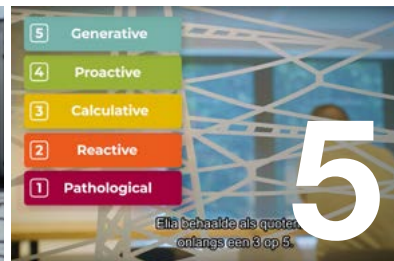 5 Generative
4 Proactive
3 Calculative
2 Reactive
1 Pathological
5
Elia behaalde als
onlangs een 3 op 5.